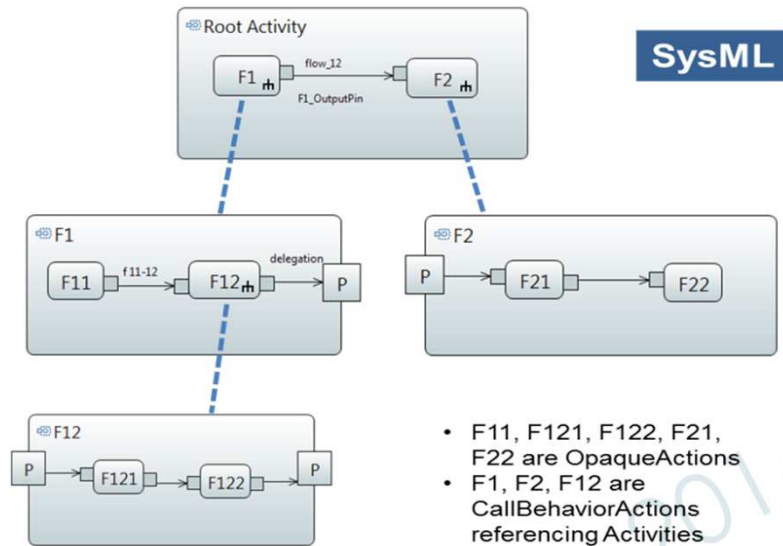 Root Activity
SysML
flow_12
F1
F2
F1_OutputPin
F1
F2
delegation
f11-12
P
F11
F12
P
F21
F22
F12
P
P
F121
F122
• F11, F121, F122, F21,
F22 are OpaqueActions
• F1, F2, F12 are
CallBehaviorActions
referencing Activities